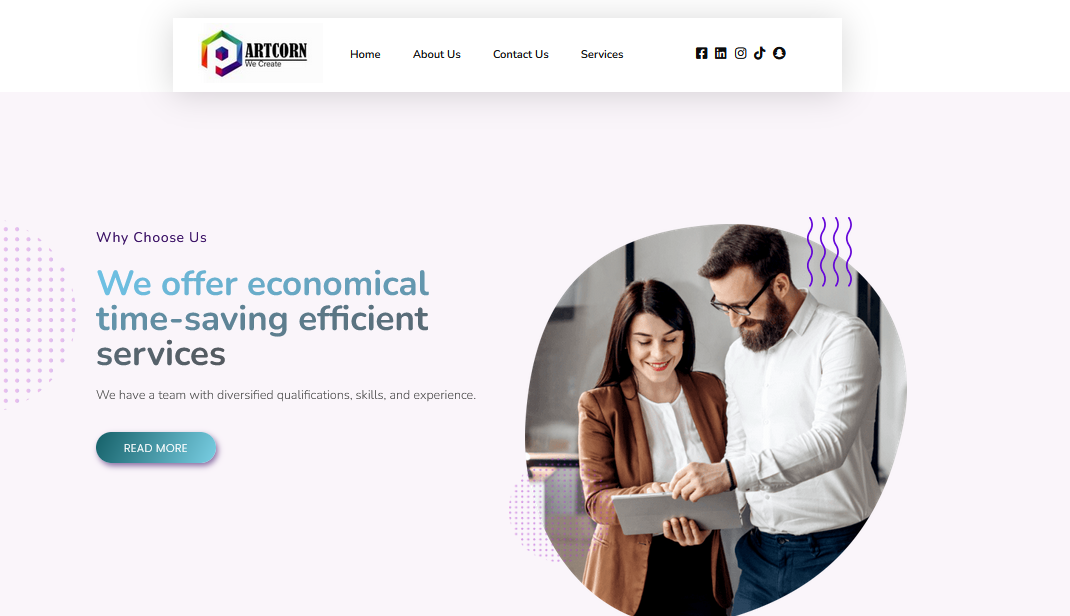 ARTCORN
We Create
Home About Us Contact Us Services
Why Choose Us
We offer economical
time-saving efficient
services
We have a team with diversified qualifications, skills, and experience.
READ MORE